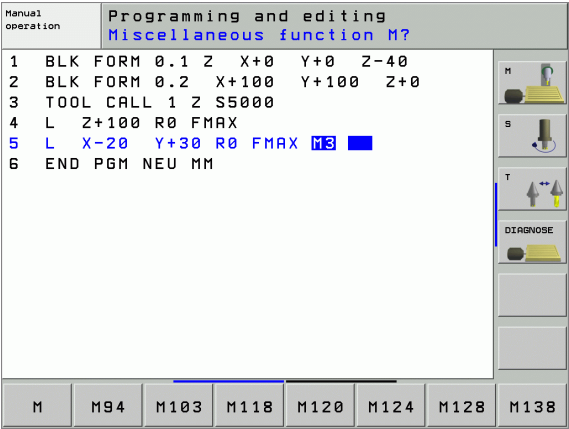 Manual
operation
Programming and editing
Miscellaneous function M?
1 BLK FORM 0.1 Z X+0 Y+0 Z-40
2 BLK FORM 0.2 X+100 Y+100 Z+0
3 TOOL CALL 1 Z S5000
4 L Z+100 R0 FMAX
5 L X-20 Y+30 R0 FMAX M3
6 END PGM NEU MM
M
S
T
DIAGNOSE
M M94 M103 M118 M120 M124 M128 M138